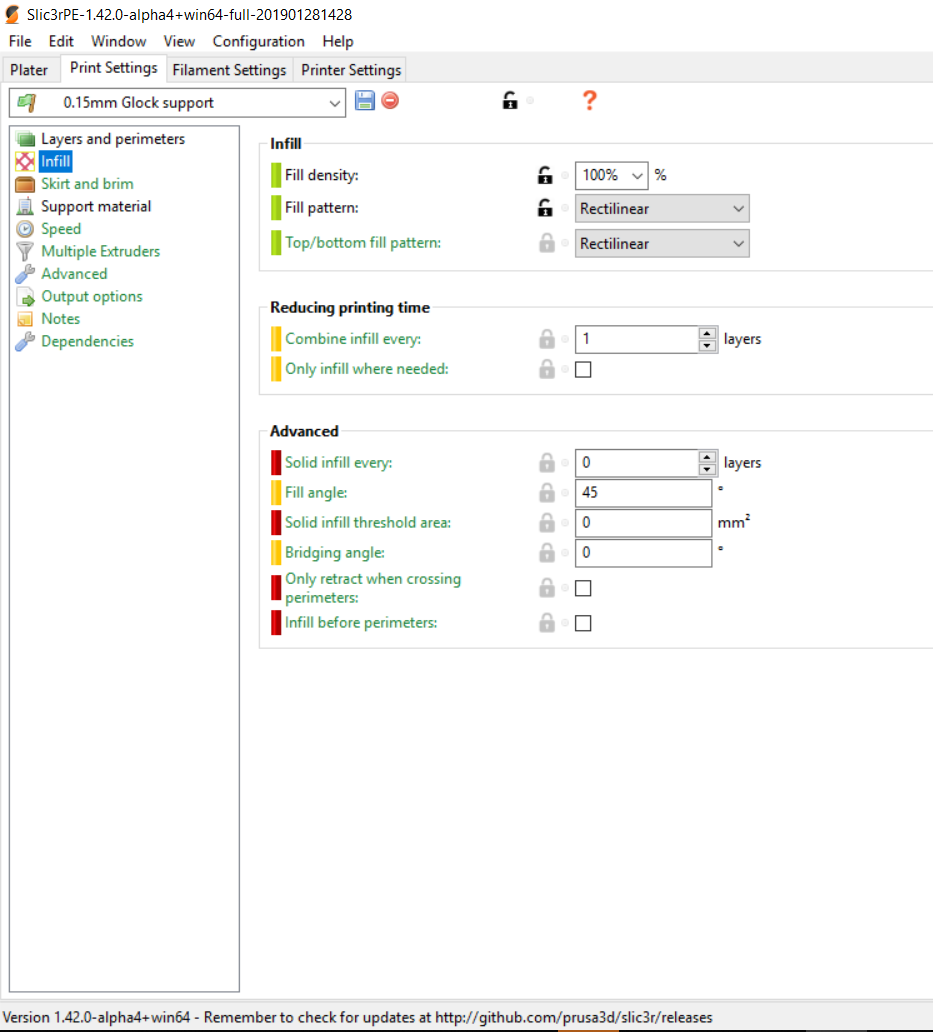 Slic3rPE-1.42.0-alpha4+win64-full-201901281428
File Edit Window View Configuration Help
Plater Print Settings Filament Settings Printer Settings
0.15mm Glock support
?
Layers and perimeters
Infill
Skirt and brim
Support material
Speed
Multiple Extruders
Advanced
Output options
Notes
Dependencies
Infill
Fill density: 100% %
Fill pattern: Rectilinear
Top/bottom fill pattern: Rectilinear
Reducing printing time
Combine infill every: 1 layers
Only infill where needed:
Advanced
Solid infill every: 0 layers
Fill angle: 45 °
Solid infill threshold area: 0 mm²
Bridging angle: 0 °
Only retract when crossing
perimeters:
Infill before perimeters:
Version 1.42.0-alpha4+win64 - Remember to check for updates at http://github.com/prusa3d/slic3r/releases